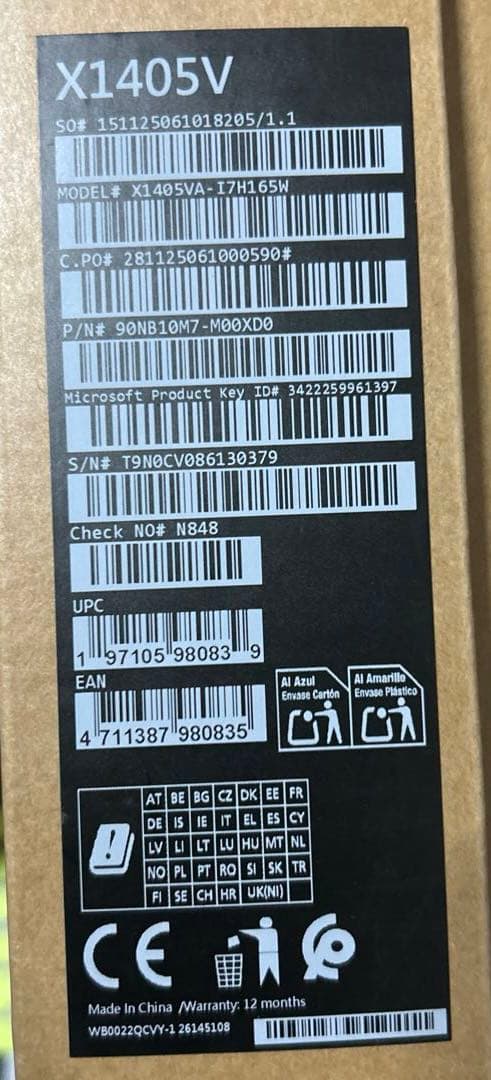 X1405V
SO# 151125061018205/1.1
MODEL# X1405VA-I7H165W
C.PO# 281125061000590#
P/N# 90NB10M7-M00XD0
Microsoft Product Key ID# 3422259961397
S/N# T9N0CV086130379
Check NO# N848
UPC
1 97105 98083 9
EAN
4 711387 980835
Al Azul
Envase Cartón
Al Amarillo
Envase Plástico
AT BE BG CZ DK EE FR
DE IS IE IT EL ES CY
LV LI LT LU HU MT NL
NO PL PT RO SI SK TR
FI SE CH HR UK(NI)
CE
Made In China /Warranty: 12 months
WB0022QCVY-1 26145108